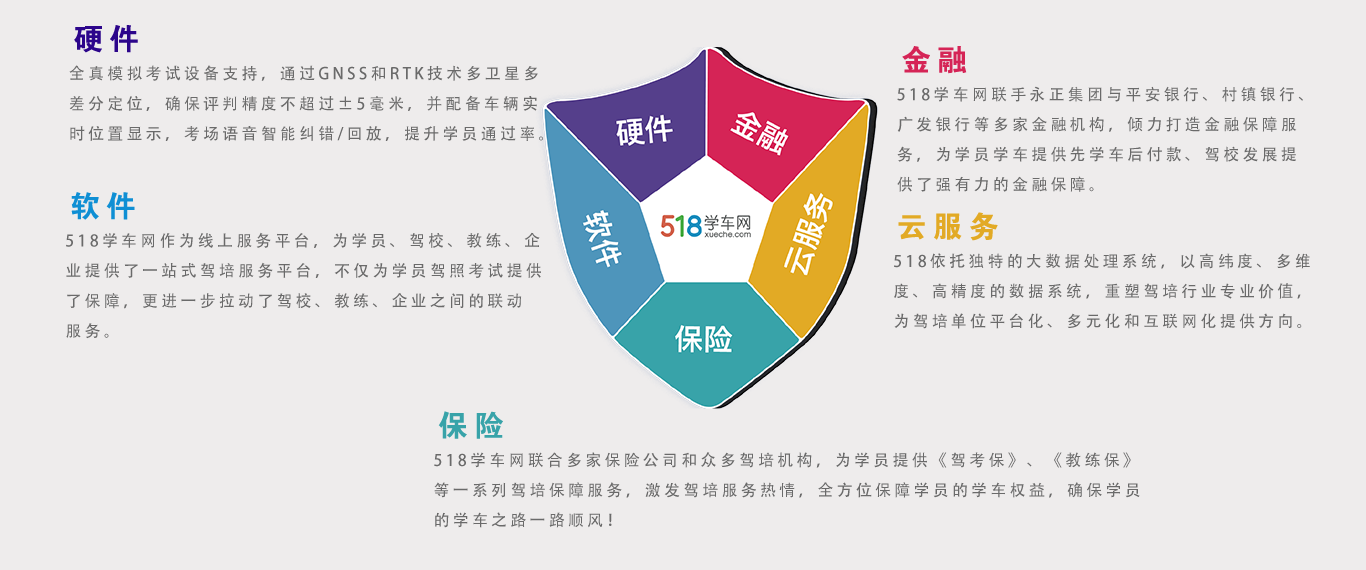 硬件
全真模拟考试设备支持，通过GNSS和RTK技术多卫星多
差分定位，确保评判精度不超过±5毫米，并配备车辆实
时位置显示，考场语音智能纠错/回放，提升学员通过率。
软件
518学车网作为线上服务平台，为学员、驾校、教练、企
业提供了一站式驾培服务平台，不仅为学员驾照考试提供
了保障，更进一步拉动了驾校、教练、企业之间的联动
服务。
硬件
金融
软件
云服务
保险
518学车网
xueche.com
金融
518学车网联手永正集团与平安银行、村镇银行、
广发银行等多家金融机构，倾力打造金融保障服
务，为学员学车提供先学车后付款、驾校发展提
供了强有力的金融保障。
云服务
518依托独特的大数据处理系统，以高纬度、多维
度、高精度的数据系统，重塑驾培行业专业价值，
为驾培单位平台化、多元化和互联网化提供方向。
保险
518学车网联合多家保险公司和众多驾培机构，为学员提供《驾考保》、《教练保》
等一系列驾培保障服务，激发驾培服务热情，全方位保障学员的学车权益，确保学员
的学车之路一路顺风！